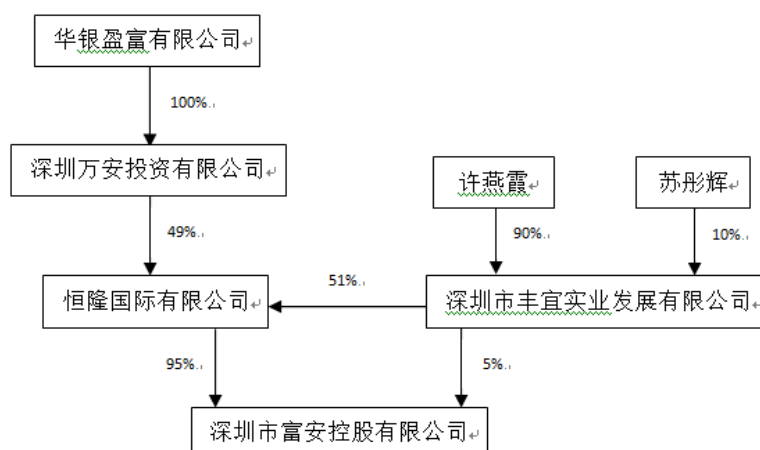 华银盈富有限公司
100%
深圳万安投资有限公司
许燕霞
苏彤辉
49%
90%
10%
恒隆国际有限公司
51%
深圳市丰宜实业发展有限公司
95%
5%
深圳市富安控股有限公司